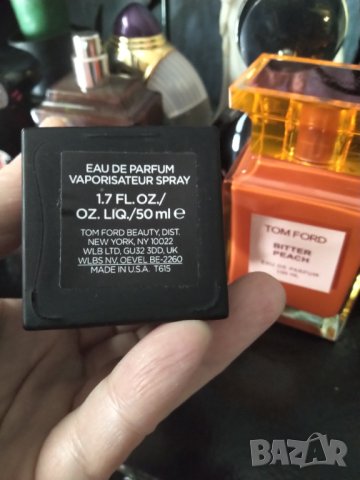 EAU DE PARFUM
VAPORISATEUR SPRAY
1.7 FL.OZ./
OZ. LIQ./50 ml ℮
TOM FORD BEAUTY, DIST.
NEW YORK, NY 10022
WLB LTD, GU32 3DD, UK
WLBS NV, OEVEL BE-2260
MADE IN U.S.A. T615
TOM FORD
BITTER
PEACH
EAU DE PARFUM
100 ML
BAZAR